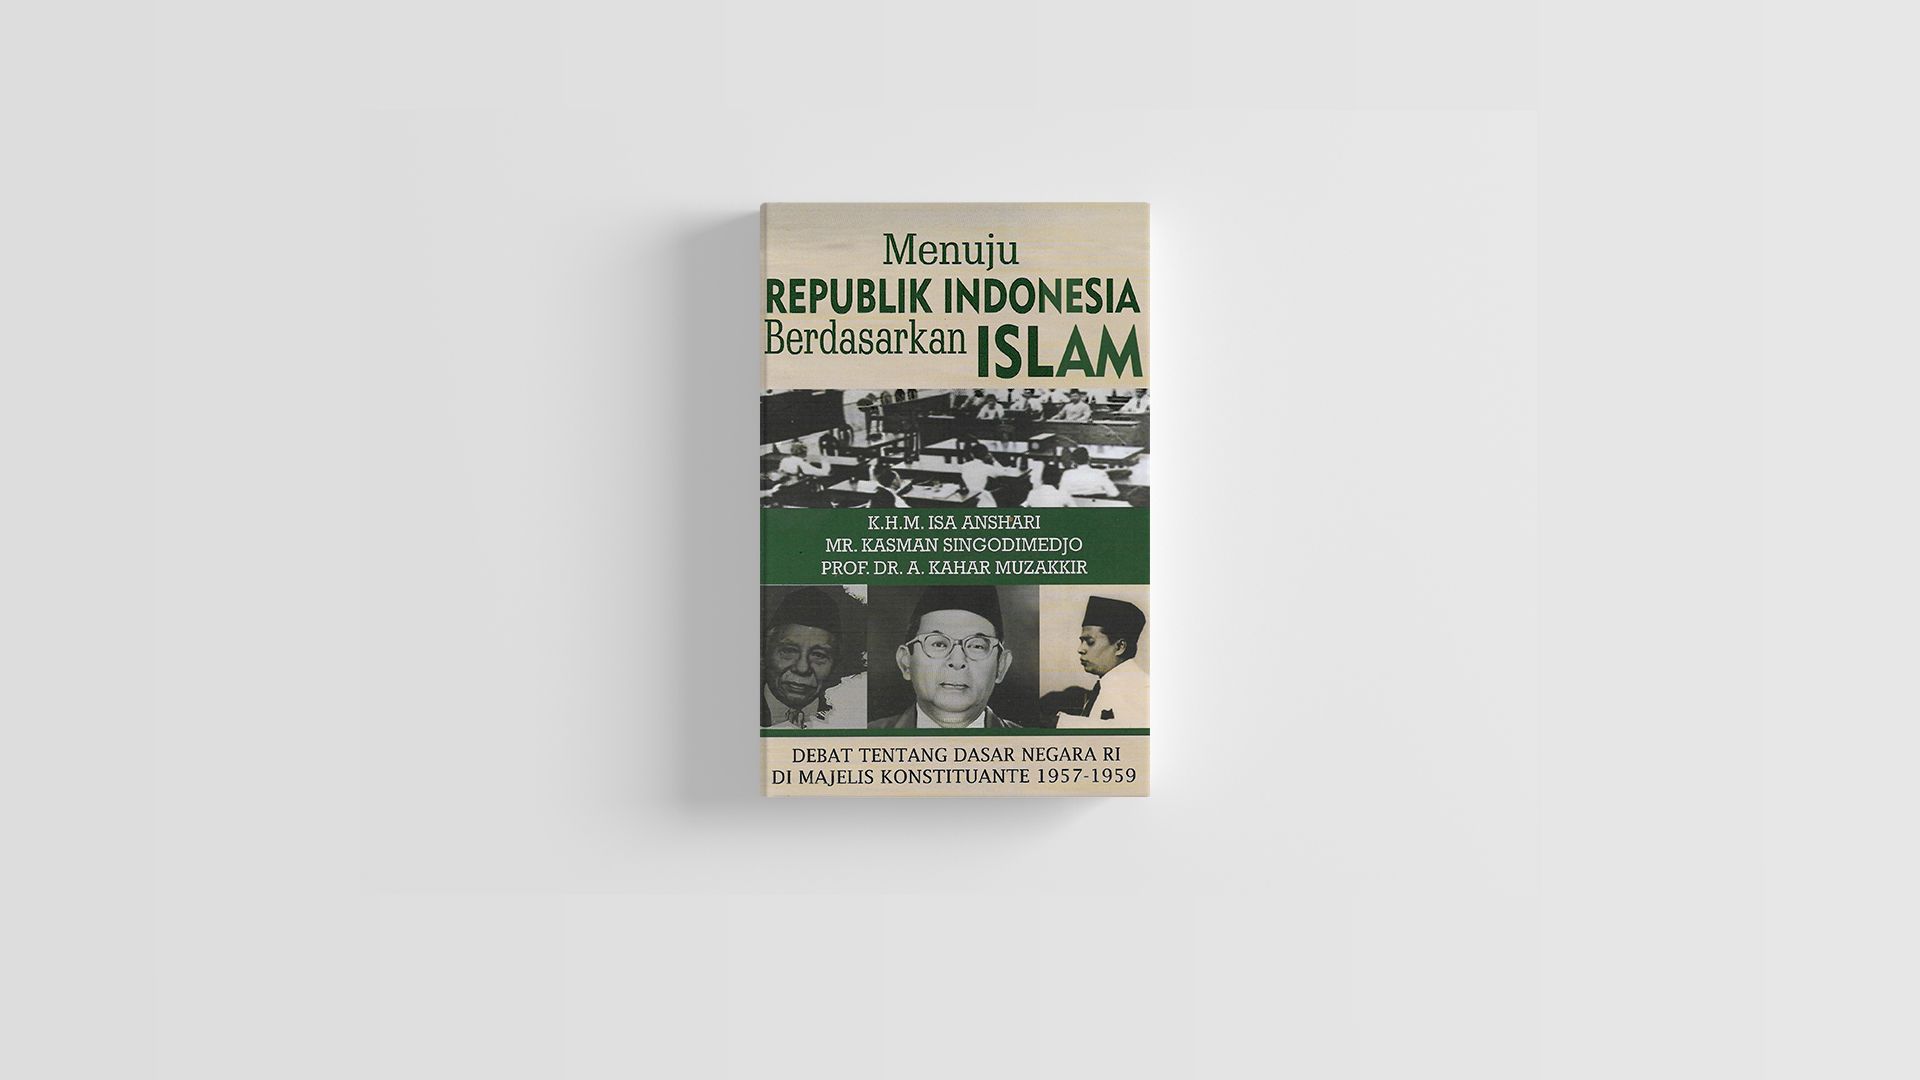 Menuju
REPUBLIK INDONESIA
Berdasarkan ISLAM
K.H.M. ISA ANSHARI
MR. KASMAN SINGODIMEDJO
PROF. DR. A. KAHAR MUZAKKIR
DEBAT TENTANG DASAR NEGARA RI
DI MAJELIS KONSTITUANTE 1957-1959